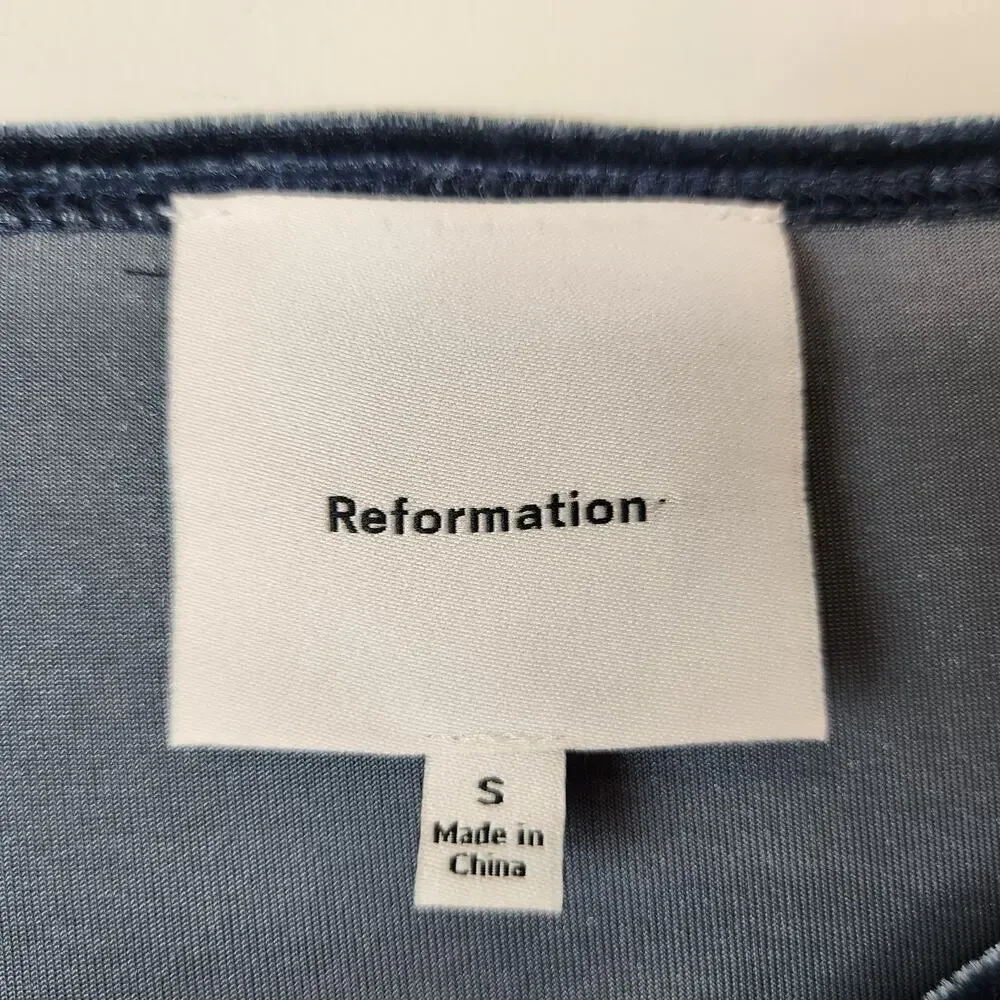 Reformation
S
Made in
China